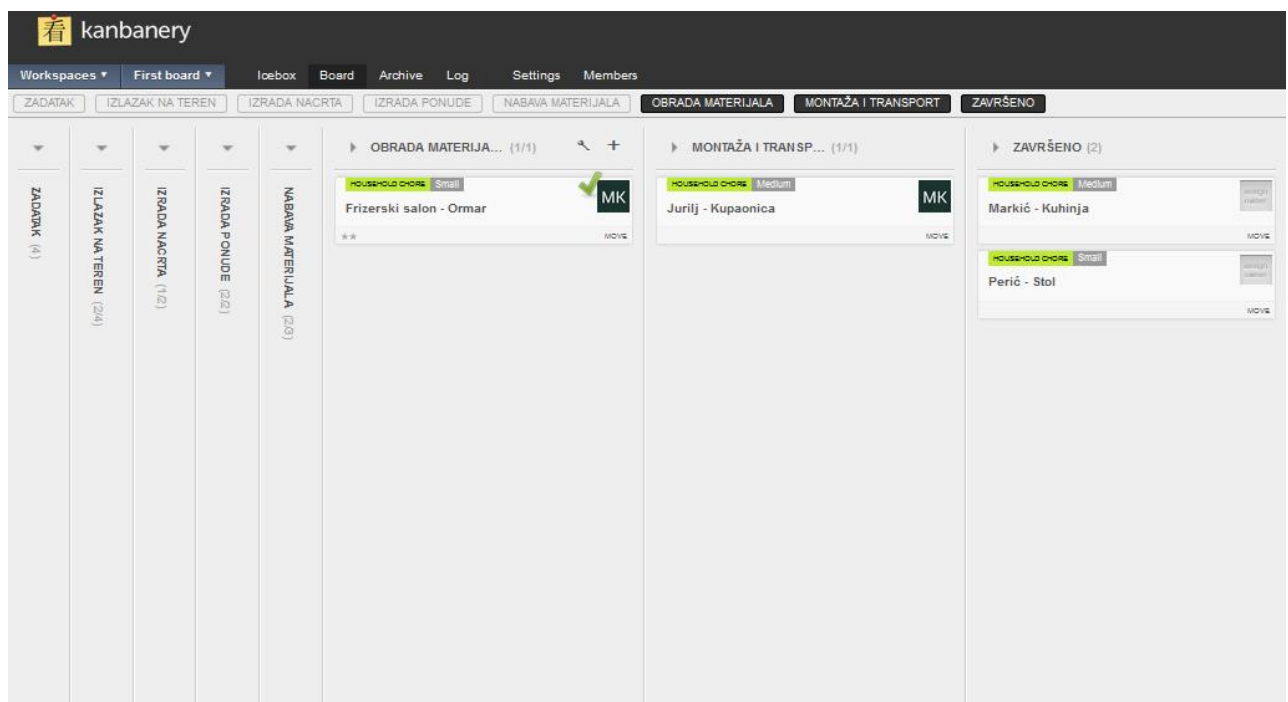 看 kanbanery
Workspaces First board Icebox Board Archive Log Settings Members
ZADATAK IZLAZAK NA TEREN IZRADA NACRTA IZRADA PONUDE NABAVA MATERIJALA OBRADA MATERIJALA MONTAŽA I TRANSPORT ZAVRŠENO
ZADATAK (4)
IZLAZAK NA TEREN (2/4)
IZRADA NACRTA (1/2)
IZRADA PONUDE (2/2)
NABAVA MATERIJALA (2/3)
OBRADA MATERIJA... (1/1)
HOUSEHOLD CHORE Small
MK
Frizerski salon - Ormar
MOVE
MONTAŽA I TRANSP... (1/1)
HOUSEHOLD CHORE Medium
MK
Jurilj - Kupaonica
MOVE
ZAVRŠENO (2)
HOUSEHOLD CHORE Medium
Markić - Kuhinja
MOVE
HOUSEHOLD CHORE Small
Perić - Stol
MOVE